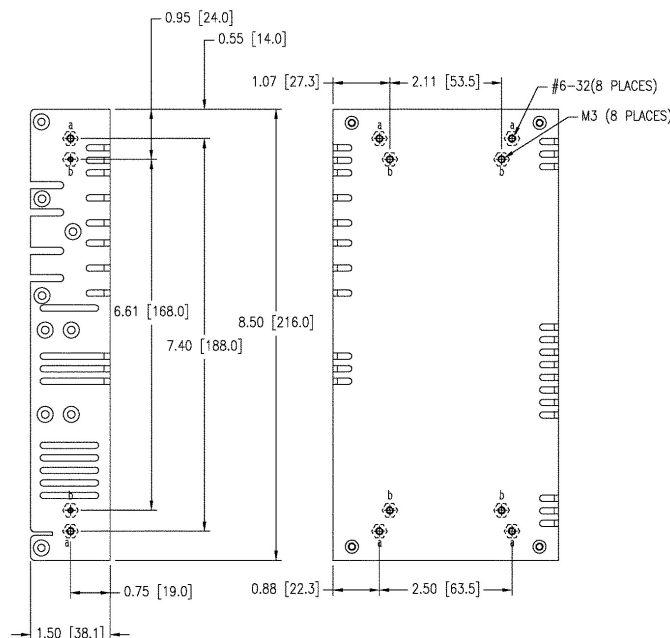 0.95 [24.0]
0.55 [14.0]
1.07 [27.3]
2.11 [53.5]
#6-32(8 PLACES)
M3 (8 PLACES)
a
a
a
b
b
b
6.61 [168.0]
8.50 [216.0]
7.40 [188.0]
b
b
b
a
a
a
0.75 [19.0]
0.88 [22.3]
2.50 [63.5]
1.50 [38.1]